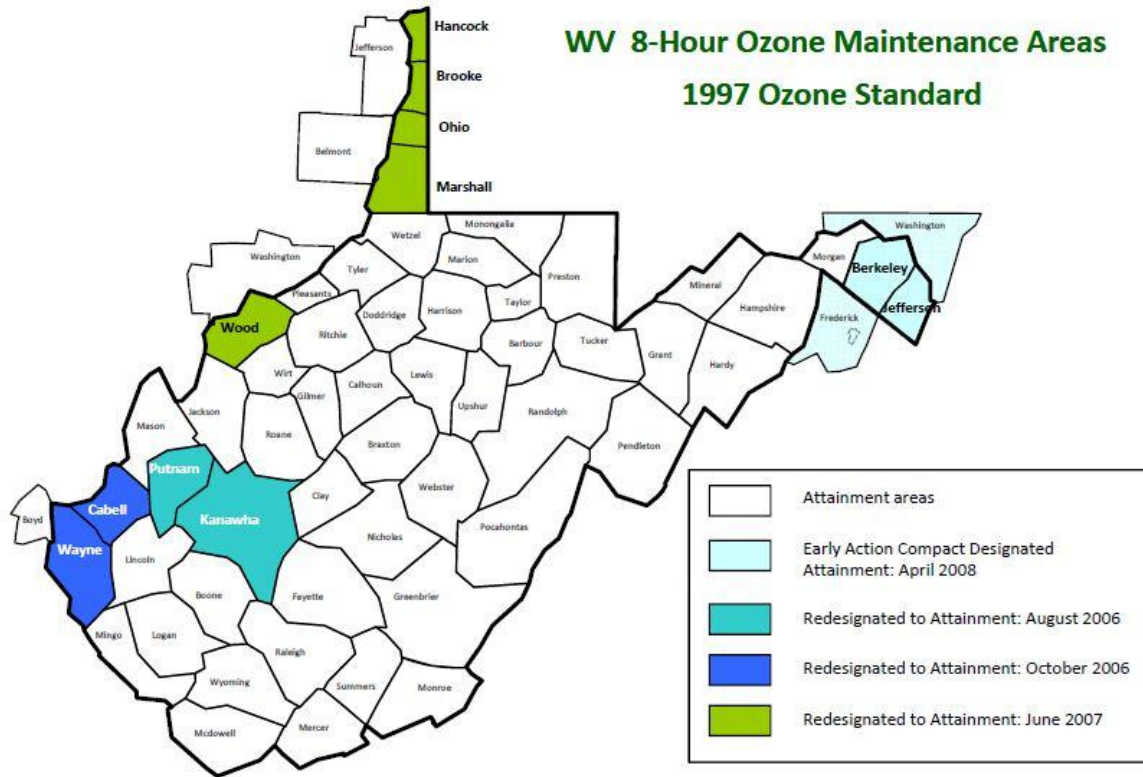 WV 8-Hour Ozone Maintenance Areas
1997 Ozone Standard
Hancock
Jefferson
Brooke
Ohio
Belmont
Marshall
Wetzel
Monongalia
Washington
Washington
Marion
Morgan
Tyler
Preston
Berkeley
Pleasants
Mineral
Taylor
Doddridge
Harrison
Hampshire
Jefferson
Frederick
Wood
Ritchie
Barbour
Tucker
Grant
Hardy
Wirt
Lewis
Calhoun
Gilmer
Upshur
Jackson
Randolph
Mason
Roane
Braxton
Pendleton
Putnam
Webster
Clay
Cabell
Kanawha
Boyd
Pocahontas
Nicholas
Wayne
Lincoln
Boone
Fayette
Greenbrier
Mingo
Logan
Raleigh
Wyoming
Summers
Monroe
Mercer
Mcdowell
Attainment areas
Early Action Compact Designated
Attainment: April 2008
Redesignated to Attainment: August 2006
Redesignated to Attainment: October 2006
Redesignated to Attainment: June 2007